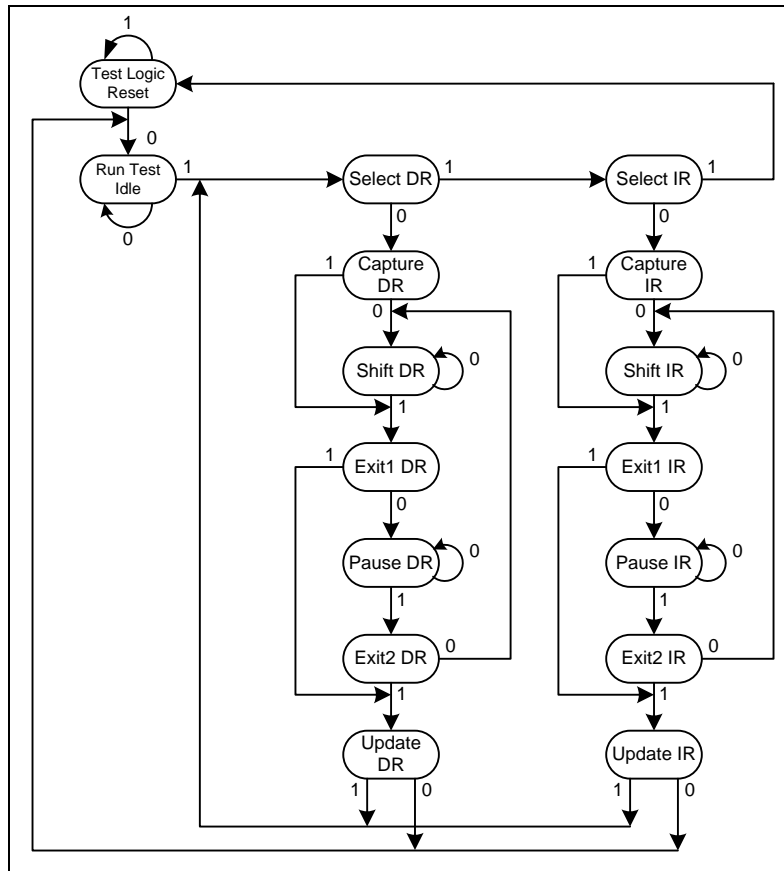 1
Test Logic
Reset
0
Run Test
Idle
1
0
Select DR
1
0
Select IR
1
0
Capture
DR
1
0
Capture
IR
1
0
Shift DR
0
1
Shift IR
0
1
Exit1 DR
1
0
Exit1 IR
1
0
Pause DR
0
1
Pause IR
0
1
Exit2 DR
0
1
Exit2 IR
0
1
Update
DR
1
0
Update IR
1
0